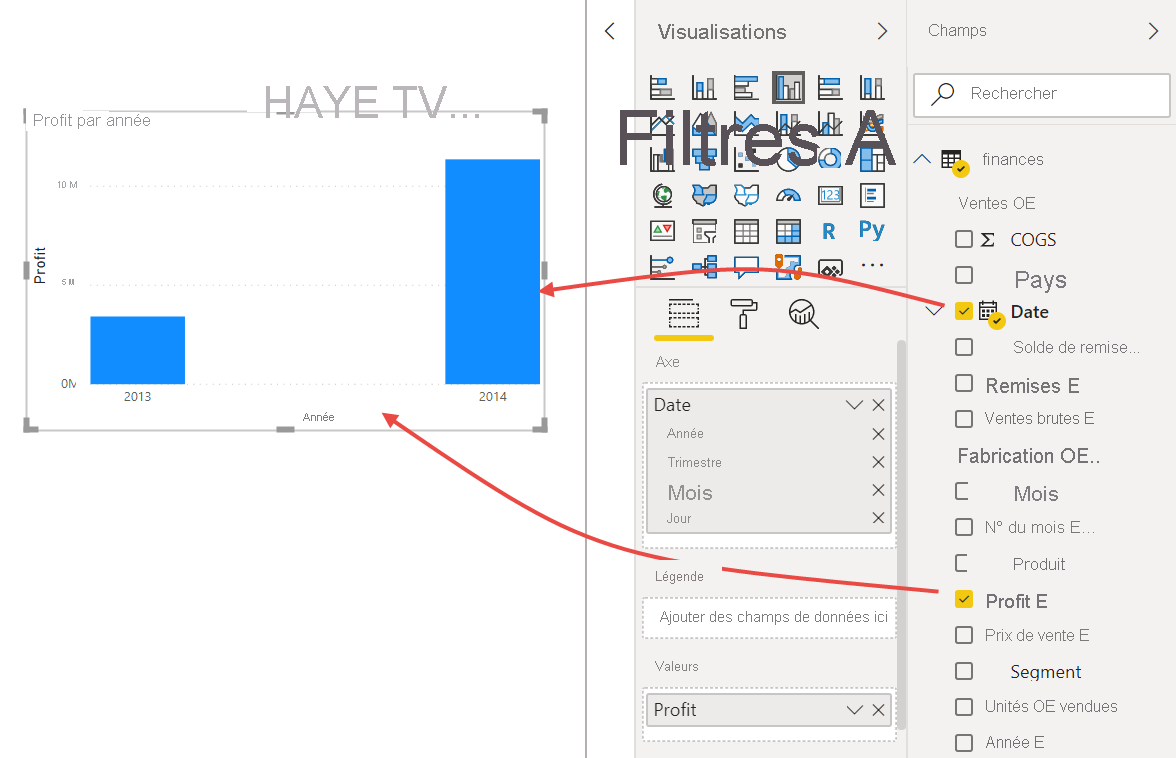 HAYE TV...
Profit par année
10 M
5 M
0M
Profit
2013
2014
Année
Visualisations
Filtres A
123
R
Py
...
Axe
Date
Année
Trimestre
Mois
Jour
Légende
Ajouter des champs de données ici
Valeurs
Profit
Champs
Rechercher
finances
Ventes OE
Σ COGS
Pays
Date
Solde de remise...
Remises E
Ventes brutes E
Fabrication OE..
Mois
N° du mois E...
Produit
Profit E
Prix de vente E
Segment
Unités OE vendues
Année E